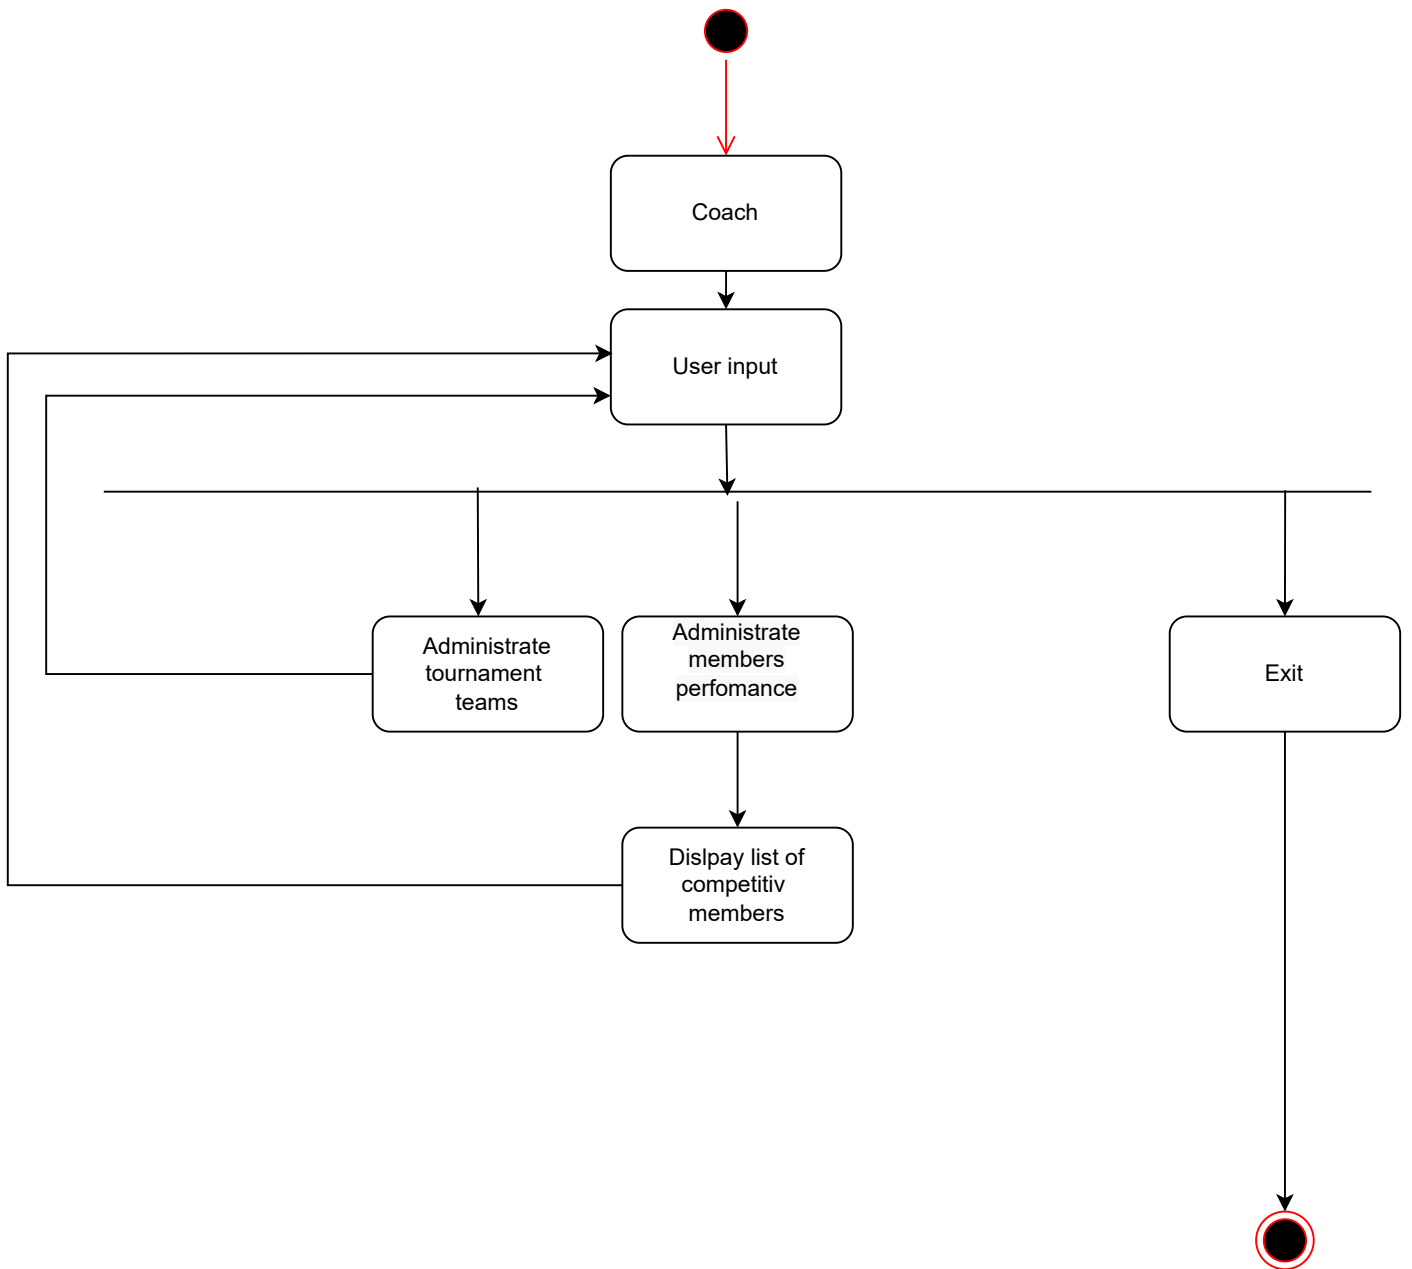 Coach
User input
Administrate
tournament
teams
Administrate
members
perfomance
Exit
Dislpay list of
competitiv
members